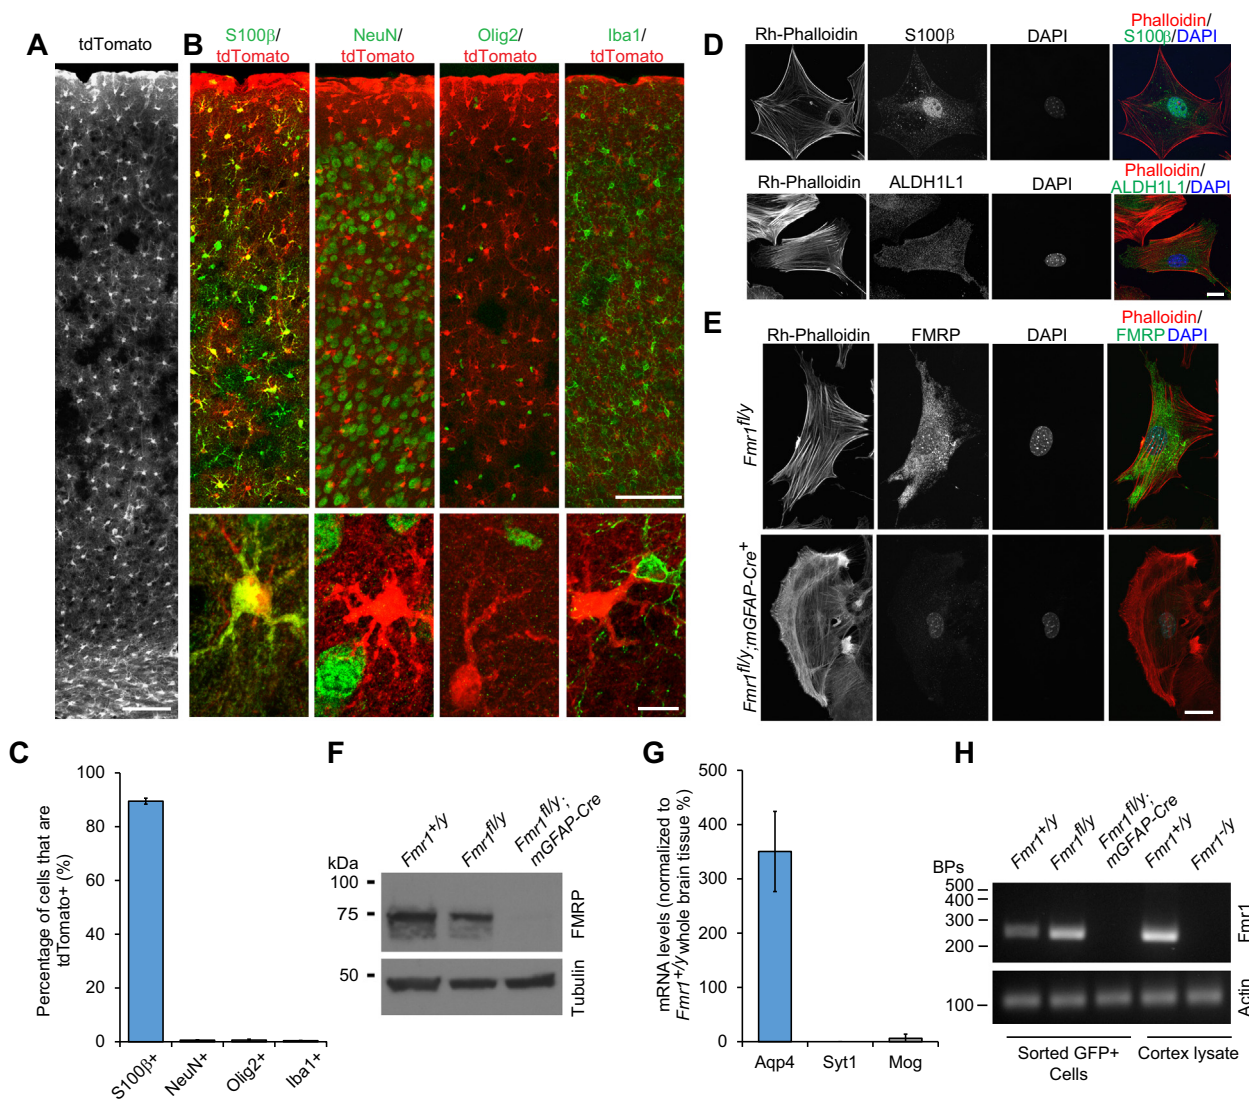 A
tdTomato
B
S100β/
tdTomato
NeuN/
tdTomato
Olig2/
tdTomato
Iba1/
tdTomato
D
Rh-Phalloidin
S100β
DAPI
Phalloidin/
S100β/DAPI
Rh-Phalloidin
ALDH1L1
DAPI
Phalloidin/
ALDH1L1/DAPI
E
Rh-Phalloidin
FMRP
DAPI
Phalloidin/
FMRP DAPI
Fmr1fl/y
Fmr1fl/y;mGFAP-Cre+
C
Percentage of cells that are
tdTomato+ (%)
100
80
60
40
20
0
S100β+
NeuN+
Olig2+
Iba1+
F
Fmr1+/y
Fmr1fl/y
Fmr1fl/y;
mGFAP-Cre
kDa
100
75
50
FMRP
Tubulin
G
mRNA levels (normalized to
Fmr1+/y whole brain tissue %)
500
400
300
200
100
0
Aqp4
Syt1
Mog
H
Fmr1+/y
Fmr1fl/y
Fmr1fl/y;
mGFAP-Cre
Fmr1+/y
Fmr1-/y
BPs
500
400
300
200
100
Fmr1
Actin
Sorted GFP+
Cells
Cortex lysate